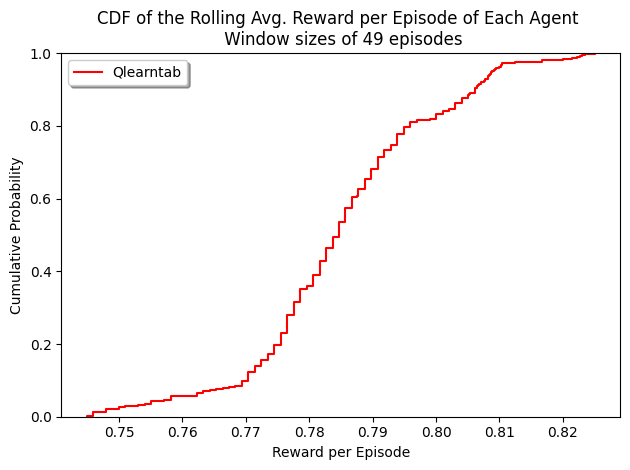 CDF of the Rolling Avg. Reward per Episode of Each Agent
Window sizes of 49 episodes
Qlearntab
Cumulative Probability
1.0
0.8
0.6
0.4
0.2
0.0
0.75 0.76 0.77 0.78 0.79 0.80 0.81 0.82
Reward per Episode